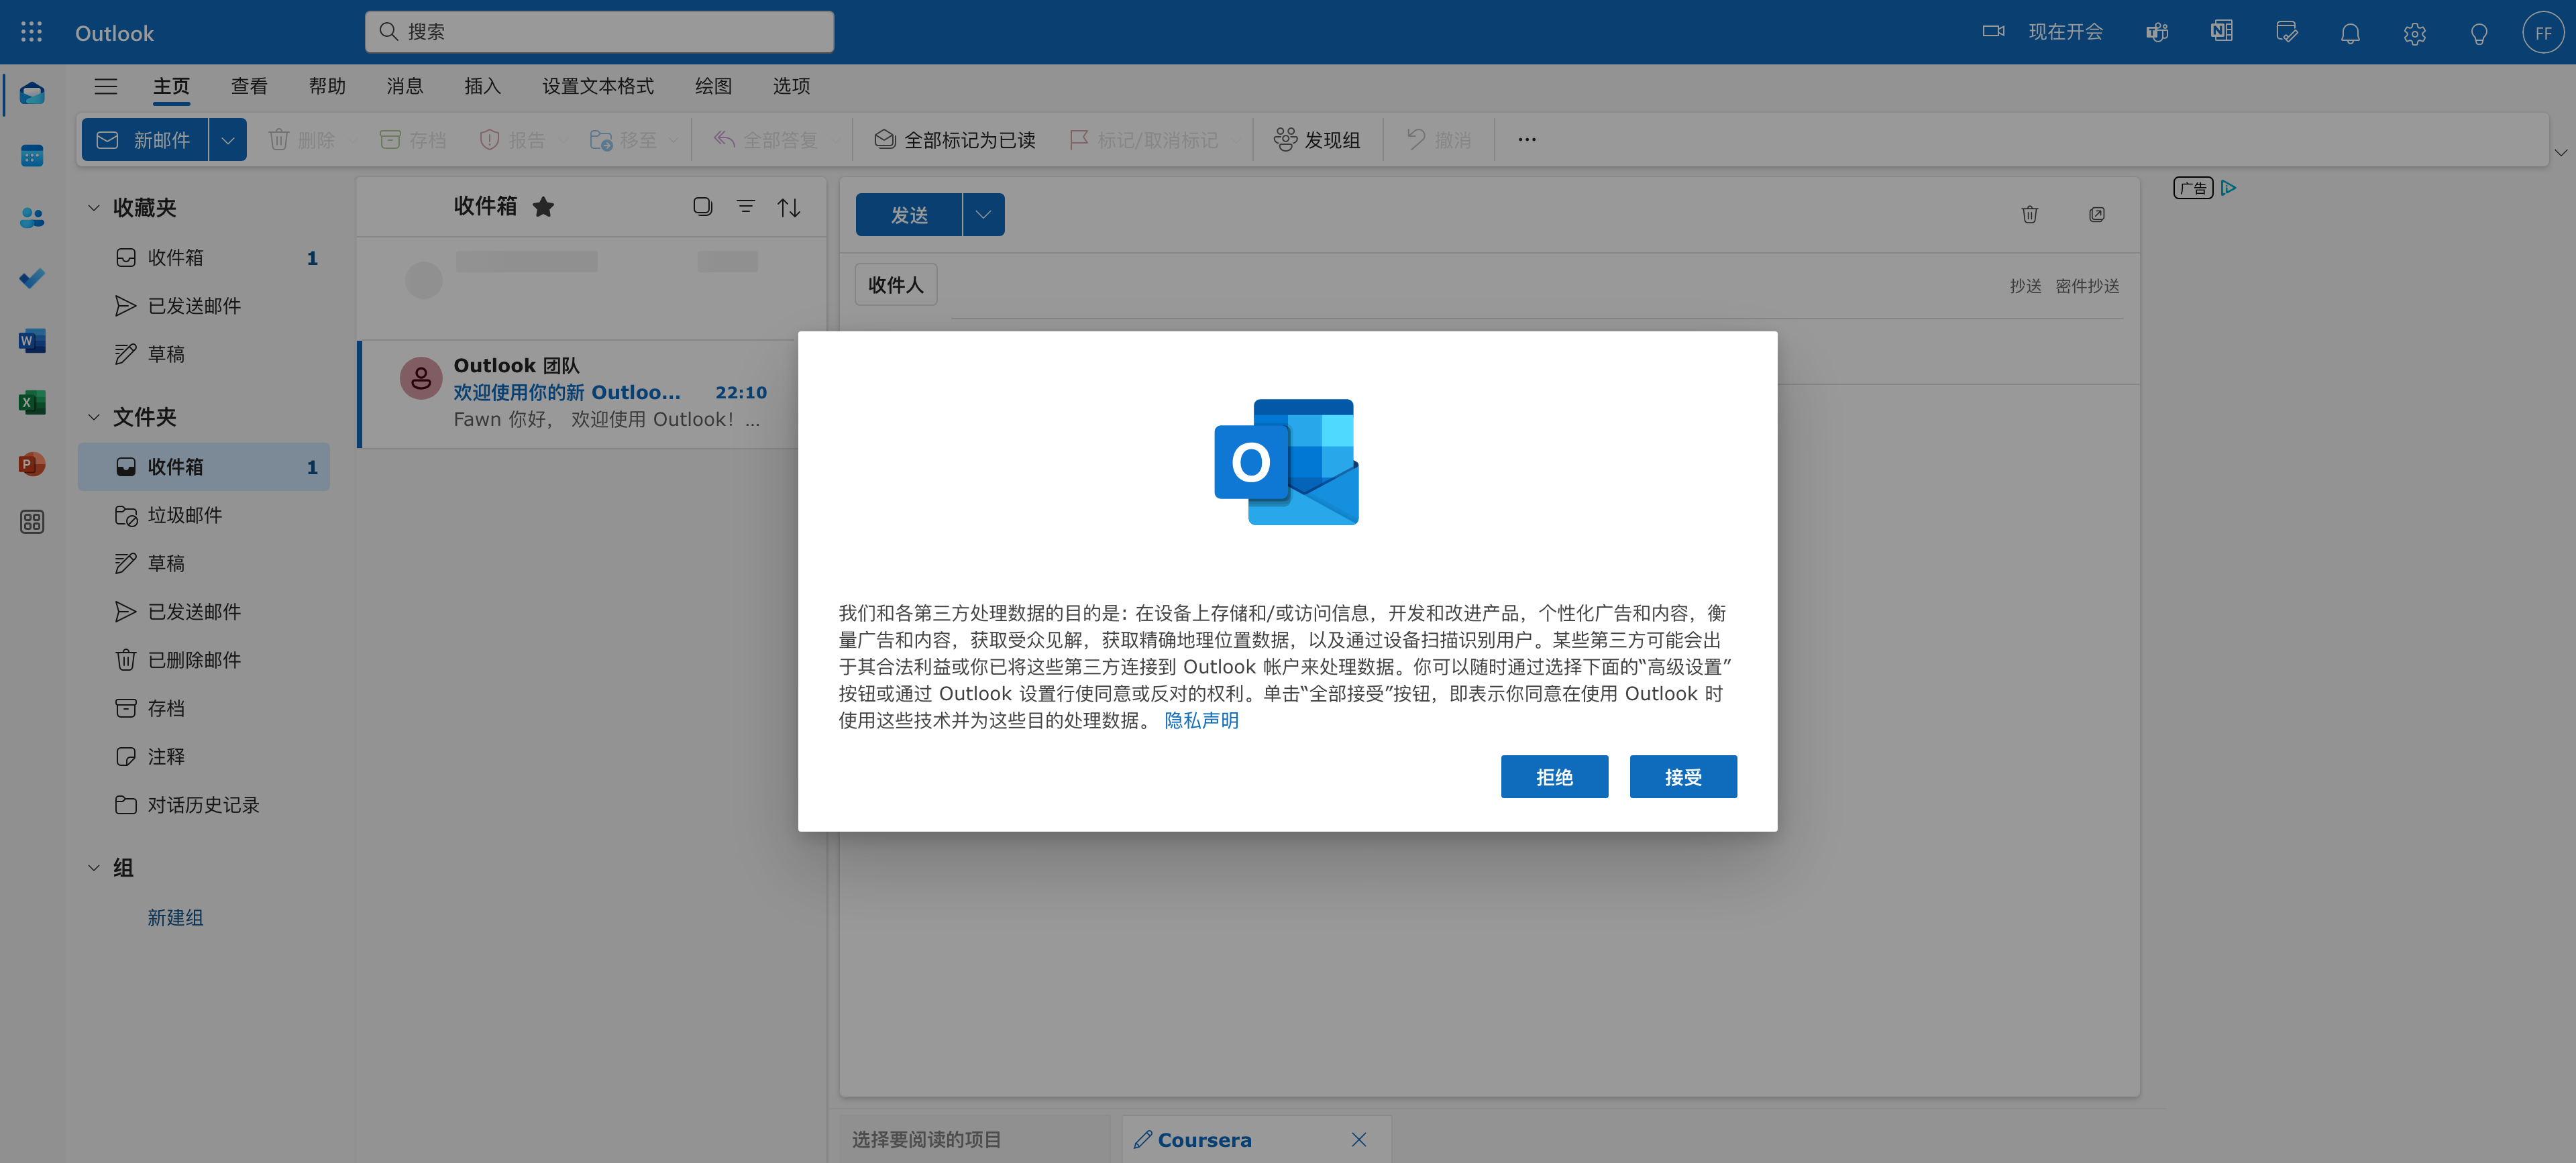 Outlook
搜索
现在开会
FF
主页
查看
帮助
消息
插入
设置文本格式
绘图
选项
新邮件
删除
存档
报告
移至
全部答复
全部标记为已读
标记/取消标记
发现组
撤消
收藏夹
收件箱 1
已发送邮件
草稿
文件夹
收件箱 1
垃圾邮件
草稿
已发送邮件
已删除邮件
存档
注释
对话历史记录
组
新建组
收件箱
Outlook 团队
欢迎使用你的新 Outloo... 22:10
Fawn 你好， 欢迎使用 Outlook! ...
发送
收件人
抄送 密件抄送
广告
O
我们和各第三方处理数据的目的是：在设备上存储和/或访问信息，开发和改进产品，个性化广告和内容，衡
量广告和内容，获取受众见解，获取精确地理位置数据，以及通过设备扫描识别用户。某些第三方可能会出
于其合法利益或你已将这些第三方连接到 Outlook 帐户来处理数据。你可以随时通过选择下面的“高级设置”
按钮或通过 Outlook 设置行使同意或反对的权利。单击“全部接受”按钮，即表示你同意在使用 Outlook 时
使用这些技术并为这些目的处理数据。 隐私声明
拒绝
接受
选择要阅读的项目
Coursera